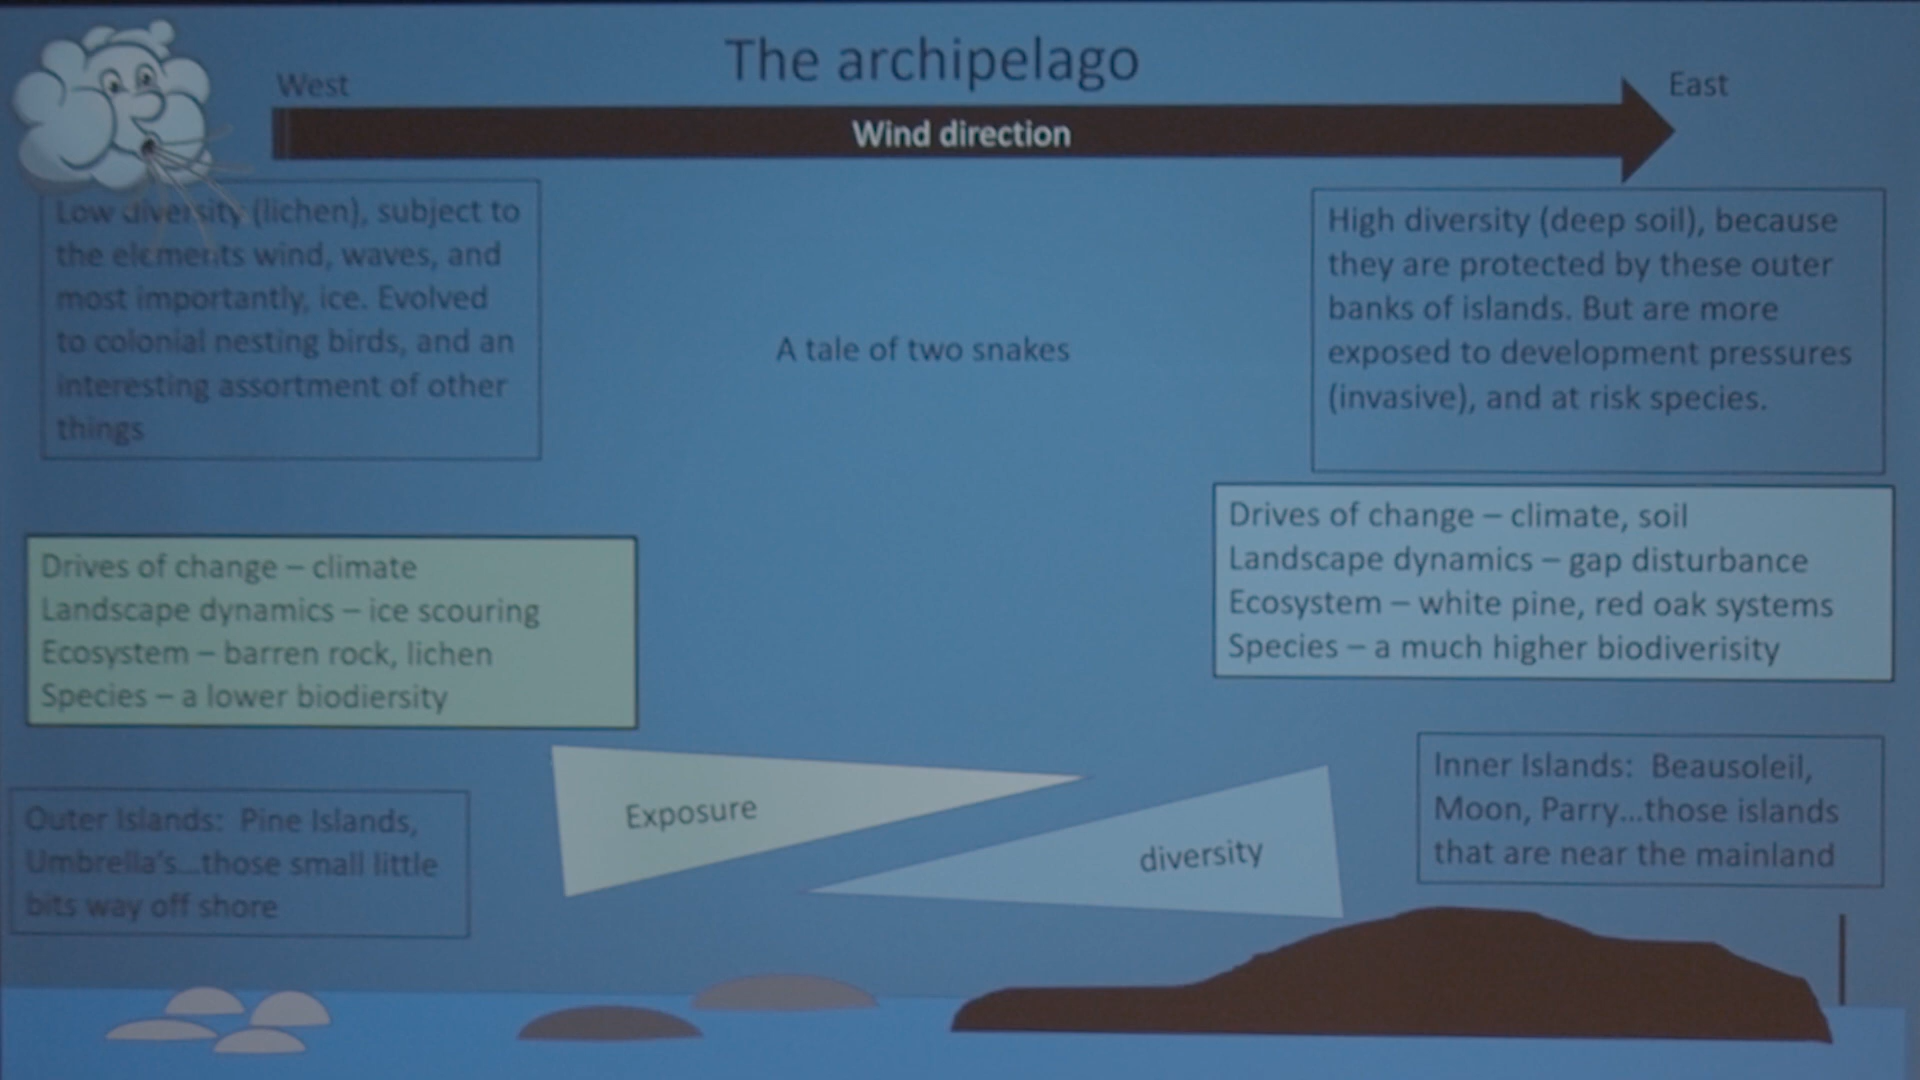 The archipelago
West
East
Wind direction
Low diversity (lichen), subject to
the elements wind, waves, and
most importantly, ice. Evolved
to colonial nesting birds, and an
interesting assortment of other
things
A tale of two snakes
High diversity (deep soil), because
they are protected by these outer
banks of islands. But are more
exposed to development pressures
(invasive), and at risk species.
Drives of change – climate
Landscape dynamics – ice scouring
Ecosystem – barren rock, lichen
Species – a lower biodiersity
Drives of change – climate, soil
Landscape dynamics – gap disturbance
Ecosystem – white pine, red oak systems
Species – a much higher biodiverisity
Exposure
diversity
Outer Islands: Pine Islands,
Umbrella's...those small little
bits way off shore
Inner Islands: Beausoleil,
Moon, Parry...those islands
that are near the mainland